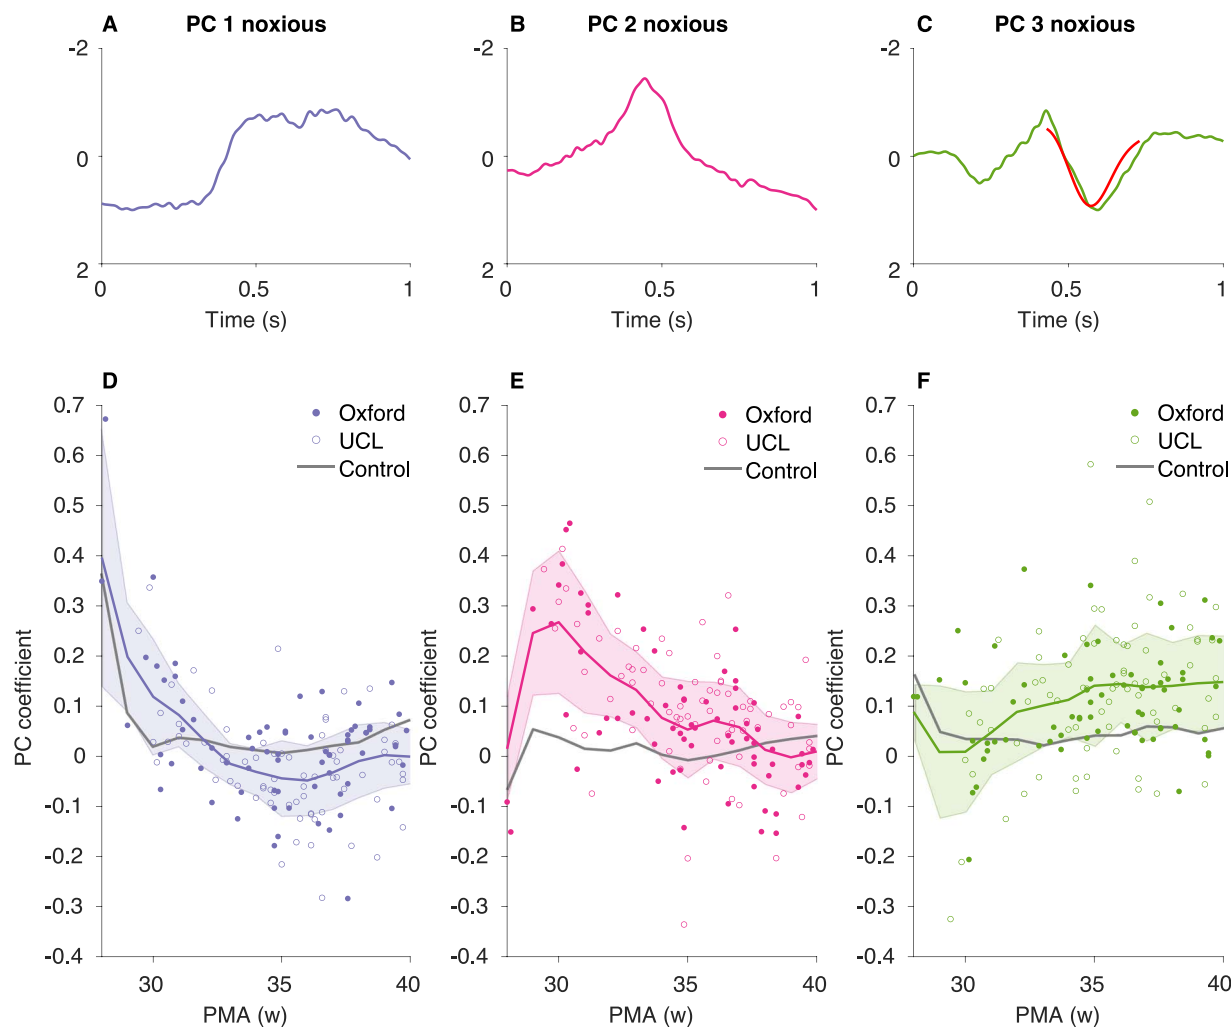 A PC 1 noxious
-2
0
2
0 0.5 1
Time (s)
B PC 2 noxious
-2
0
2
0 0.5 1
Time (s)
C PC 3 noxious
-2
0
2
0 0.5 1
Time (s)
D
0.7
0.6
0.5
0.4
0.3
0.2
0.1
0
-0.1
-0.2
-0.3
-0.4
PC coefficient
Oxford
UCL
Control
30 35 40
PMA (w)
E
0.7
0.6
0.5
0.4
0.3
0.2
0.1
0
-0.1
-0.2
-0.3
-0.4
PC coefficient
Oxford
UCL
Control
30 35 40
PMA (w)
F
0.7
0.6
0.5
0.4
0.3
0.2
0.1
0
-0.1
-0.2
-0.3
-0.4
PC coefficient
Oxford
UCL
Control
30 35 40
PMA (w)